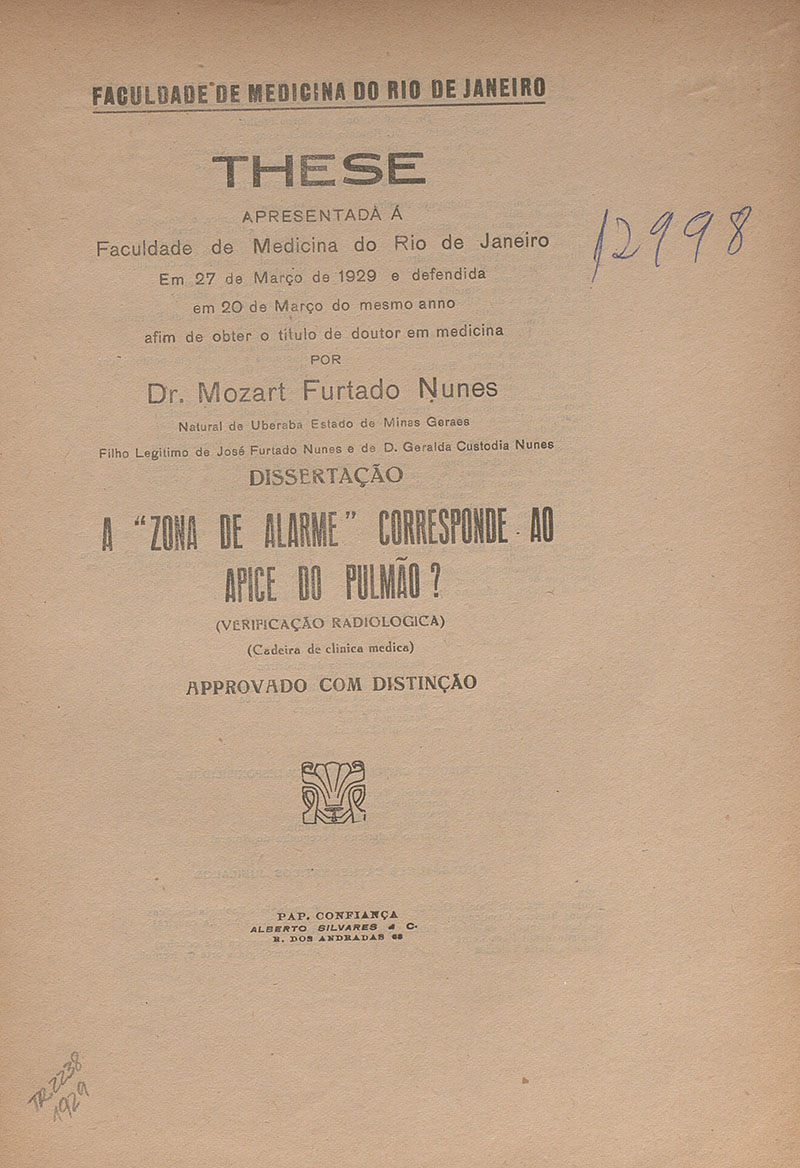 FACULDADE DE MEDICINA DO RIO DE JANEIRO
THESE
APRESENTADA Á
Faculdade de Medicina do Rio de Janeiro
12998
Em 27 de Março de 1929 e defendida
em 20 de Março do mesmo anno
afim de obter o titulo de doutor em medicina
POR
Dr. Mozart Furtado Nunes
Natural de Uberaba Estado de Minas Geraes
Filho Legitimo de José Furtado Nunes e de D. Geralda Custodia Nunes
DISSERTAÇÃO
A "ZONA DE ALARME" CORRESPONDE AO
APICE DO PULMÃO?
(VERIFICAÇÃO RADIOLOGICA)
(Cadeira de clinica medica)
APPROVADO COM DISTINÇÃO
PAP. CONFIANÇA
ALBERTO SILVARES & C.
R. DOS ANDRADAS 68
TR.2238
1929